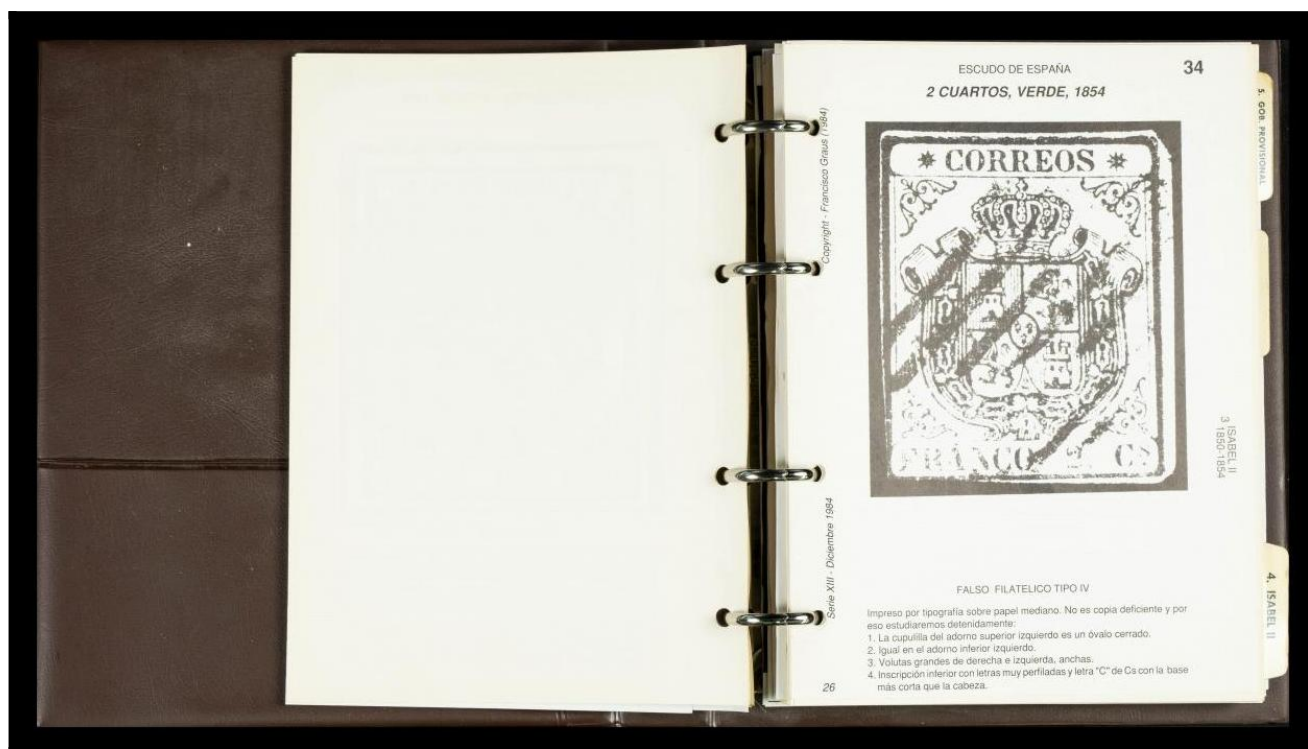 ESCUDO DE ESPAÑA
34
2 CUARTOS, VERDE, 1854
Copyright - Francisco Graus (1984)
CORREOS
FRANCO 2 CS
5. GOB. PROVISIONAL
3 ISABEL II
1850-1854
4. ISABEL II
Serie XIII - Diciembre 1984
FALSO FILATELICO TIPO IV
Impreso por tipografía sobre papel mediano. No es copia deficiente y por
eso estudiaremos detenidamente:
1. La cupulilla del adorno superior izquierdo es un óvalo cerrado.
2. Igual en el adorno inferior izquierdo.
3. Volutas grandes de derecha e izquierda, anchas.
4. Inscripción inferior con letras muy perfiladas y letra "C" de Cs con la base
más corta que la cabeza.
26